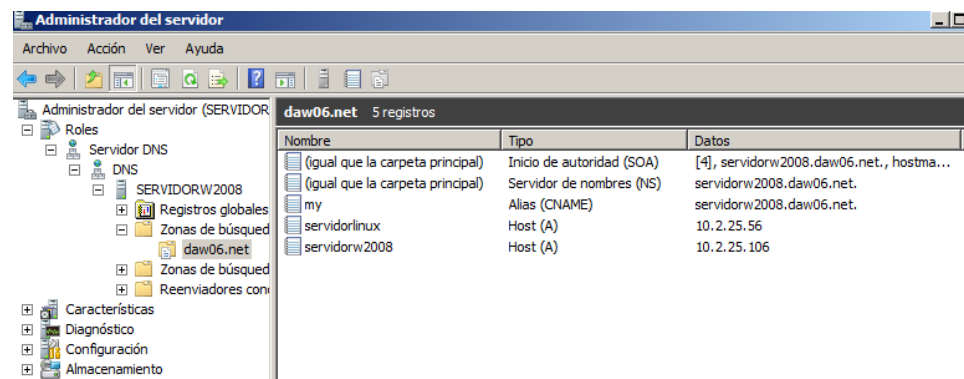 Administrador del servidor
Archivo Acción Ver Ayuda
Administrador del servidor (SERVIDOR
Roles
Servidor DNS
DNS
SERVIDORW2008
Registros globales
Zonas de búsqued
daw06.net
Zonas de búsqued
Reenviadores con
Características
Diagnóstico
Configuración
Almacenamiento
daw06.net 5 registros
Nombre Tipo Datos
(igual que la carpeta principal) Inicio de autoridad (SOA) [4], servidorw2008.daw06.net., hostma...
(igual que la carpeta principal) Servidor de nombres (NS) servidorw2008.daw06.net.
my Alias (CNAME) servidorw2008.daw06.net.
servidorlinux Host (A) 10.2.25.56
servidorw2008 Host (A) 10.2.25.106